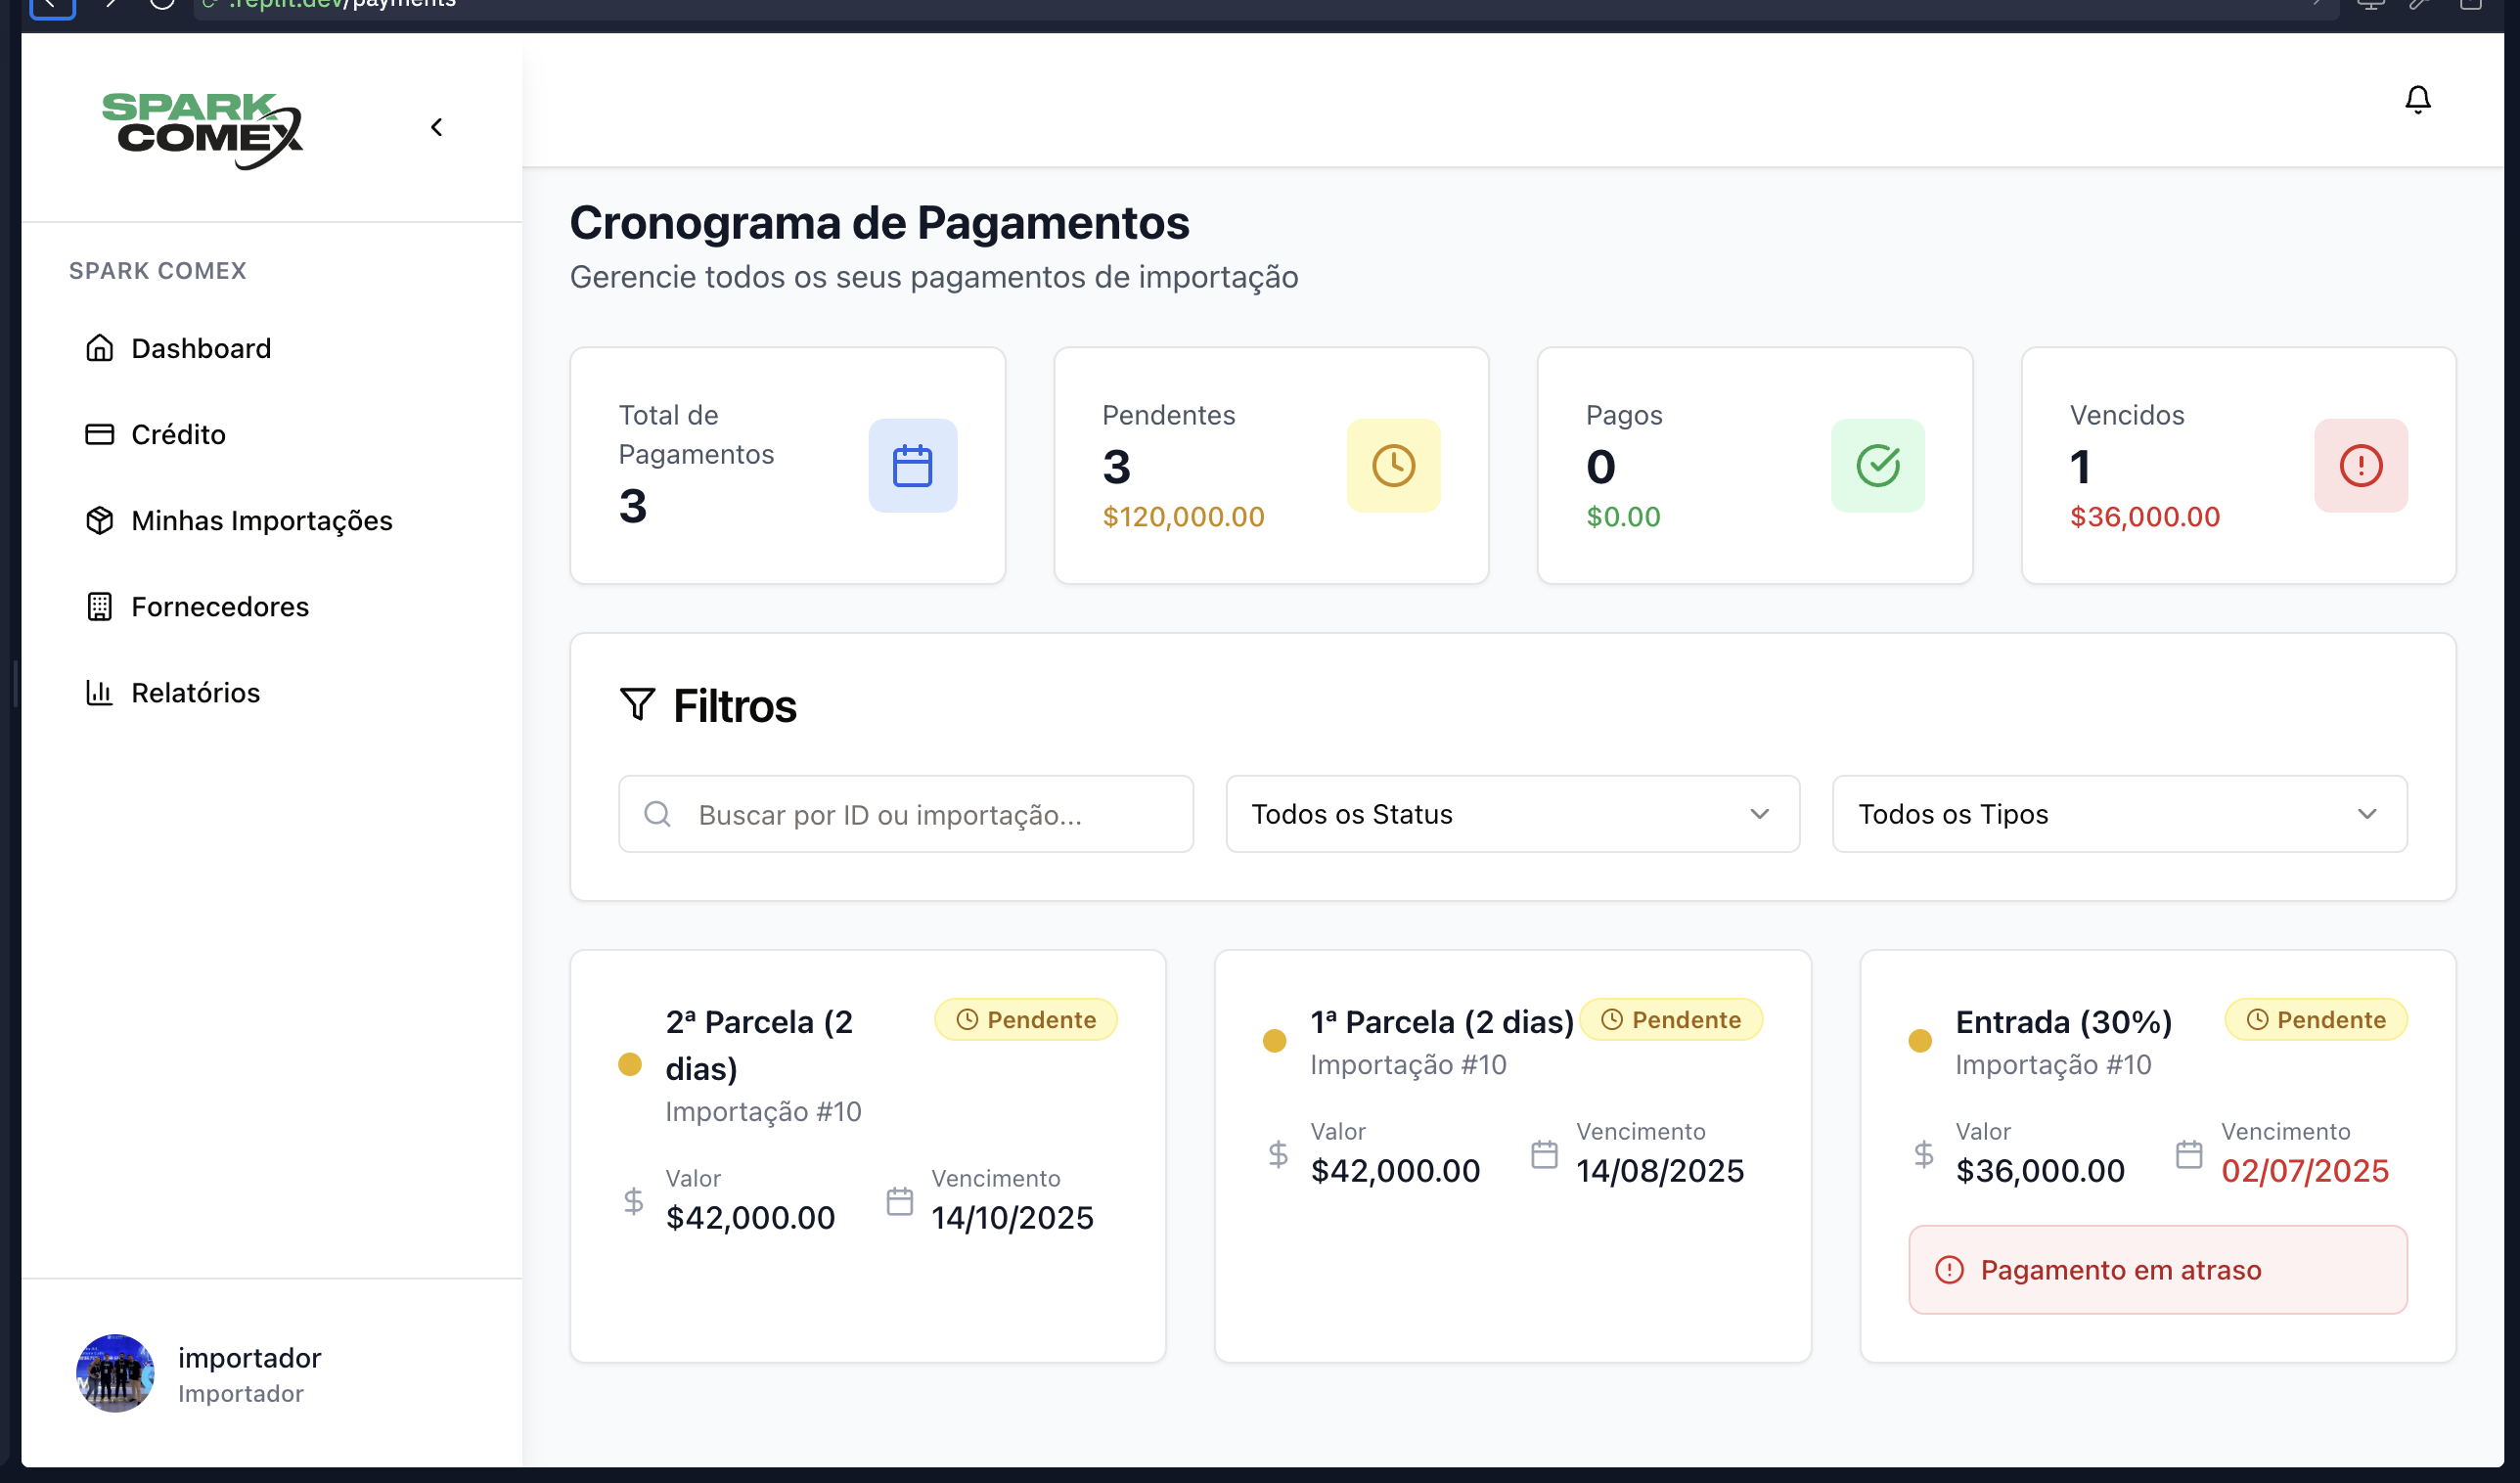 .replit.dev/payments
SPARK
COMEX
SPARK COMEX
Dashboard
Crédito
Minhas Importações
Fornecedores
Relatórios
importador
Importador
Cronograma de Pagamentos
Gerencie todos os seus pagamentos de importação
Total de
Pagamentos
3
Pendentes
3
$120,000.00
Pagos
0
$0.00
Vencidos
1
$36,000.00
Filtros
Buscar por ID ou importação...
Todos os Status
Todos os Tipos
2ª Parcela (2
dias)
Pendente
Importação #10
Valor
$42,000.00
Vencimento
14/10/2025
1ª Parcela (2 dias)
Pendente
Importação #10
Valor
$42,000.00
Vencimento
14/08/2025
Entrada (30%)
Pendente
Importação #10
Valor
$36,000.00
Vencimento
02/07/2025
Pagamento em atraso